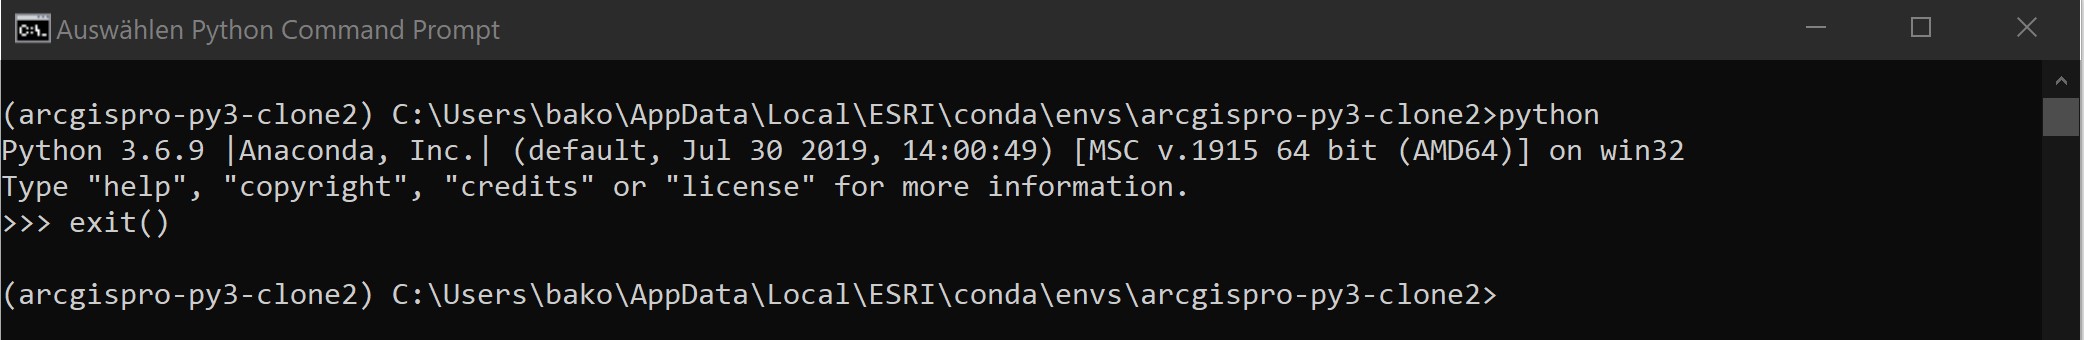 Auswählen Python Command Prompt
(arcgispro-py3-clone2) C:\Users\bako\AppData\Local\ESRI\conda\envs\arcgispro-py3-clone2>python
Python 3.6.9 |Anaconda, Inc.| (default, Jul 30 2019, 14:00:49) [MSC v.1915 64 bit (AMD64)] on win32
Type "help", "copyright", "credits" or "license" for more information.
>>> exit()
(arcgispro-py3-clone2) C:\Users\bako\AppData\Local\ESRI\conda\envs\arcgispro-py3-clone2>